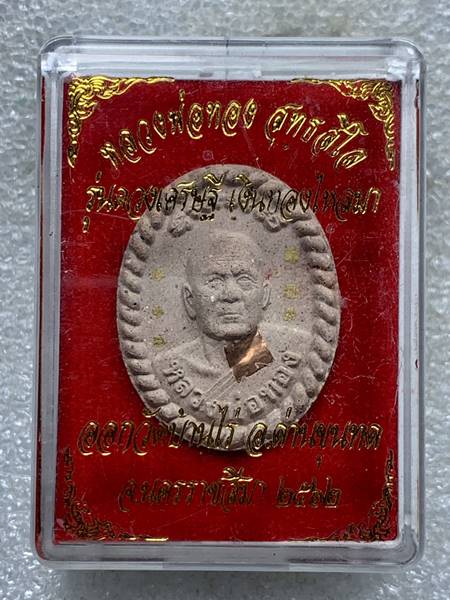 หลวงพ่อทอง สุทธสีโล
รุ่นดวงเศรษฐี เงินทองไหลมา
หลวงพ่อทอง
ออกวัดบ้านไร่ อ.ด่านขุนทด
จ.นครราชสีมา ๒๕๖๒